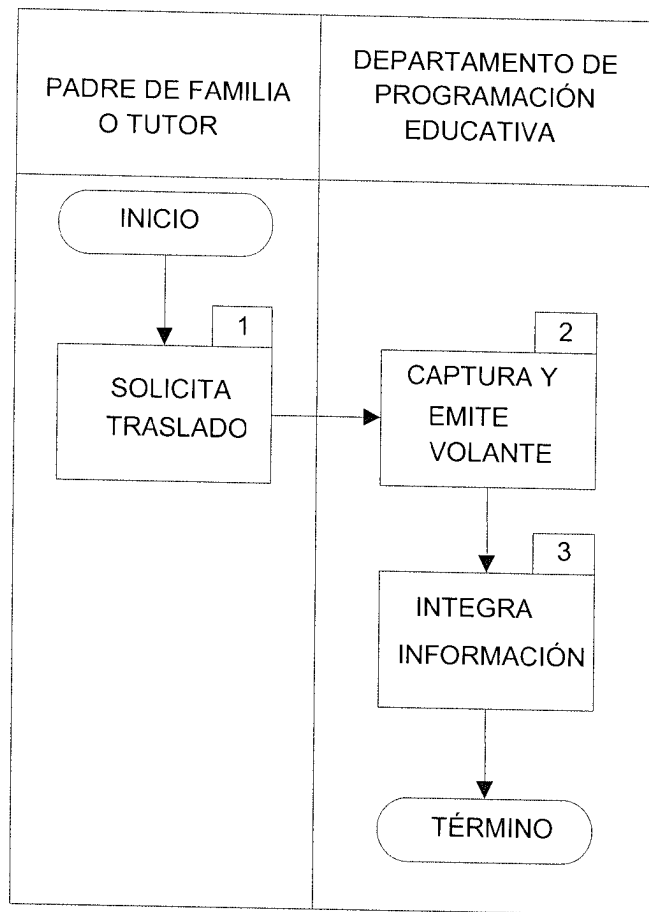 PADRE DE FAMILIA
O TUTOR
DEPARTAMENTO DE
PROGRAMACIÓN
EDUCATIVA
INICIO
1
SOLICITA
TRASLADO
2
CAPTURA Y
EMITE
VOLANTE
3
INTEGRA
INFORMACIÓN
TÉRMINO